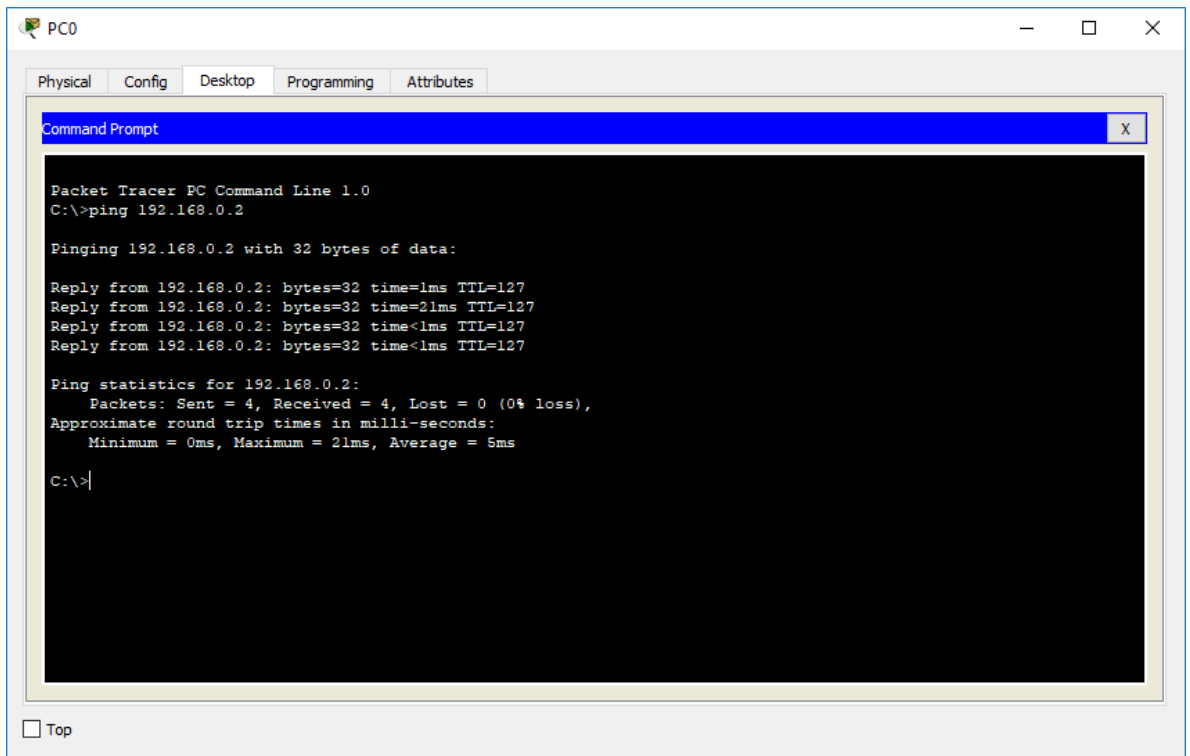 PC0
Physical Config Desktop Programming Attributes
Command Prompt X
Packet Tracer PC Command Line 1.0
C:\>ping 192.168.0.2
Pinging 192.168.0.2 with 32 bytes of data:
Reply from 192.168.0.2: bytes=32 time=1ms TTL=127
Reply from 192.168.0.2: bytes=32 time=21ms TTL=127
Reply from 192.168.0.2: bytes=32 time<1ms TTL=127
Reply from 192.168.0.2: bytes=32 time<1ms TTL=127
Ping statistics for 192.168.0.2:
    Packets: Sent = 4, Received = 4, Lost = 0 (0% loss),
Approximate round trip times in milli-seconds:
    Minimum = 0ms, Maximum = 21ms, Average = 5ms
C:\>
Top